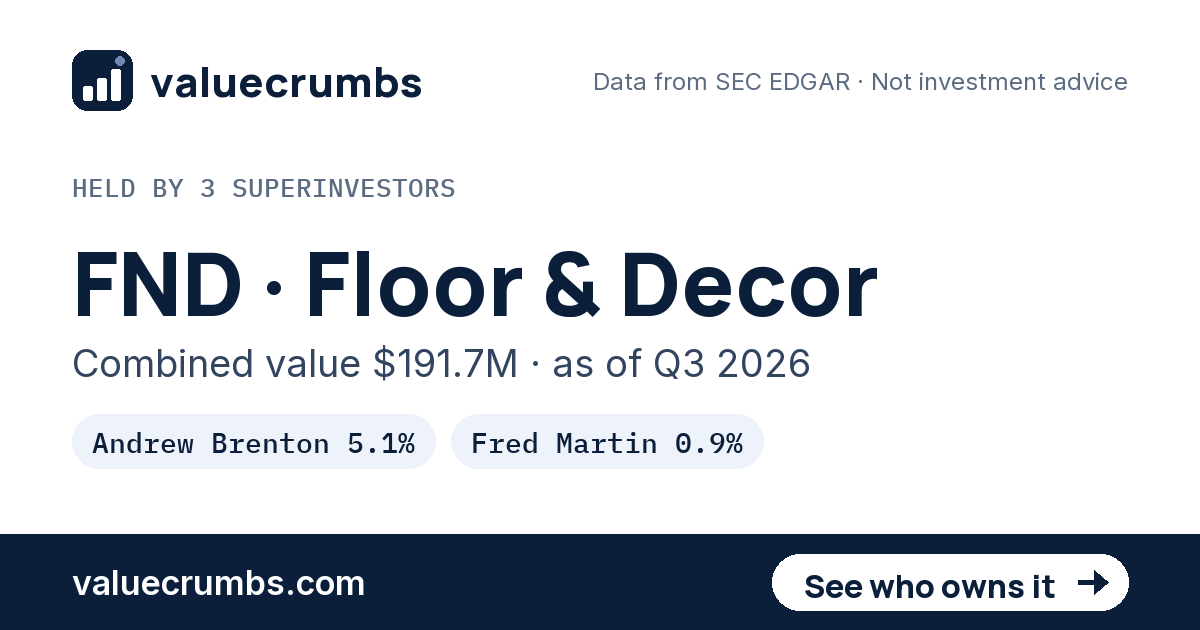 valuecrumbs
Data from SEC EDGAR · Not investment advice
HELD BY 3 SUPERINVESTORS
FND · Floor & Decor
Combined value $191.7M · as of Q3 2026
Andrew Brenton 5.1%
Fred Martin 0.9%
valuecrumbs.com
See who owns it →